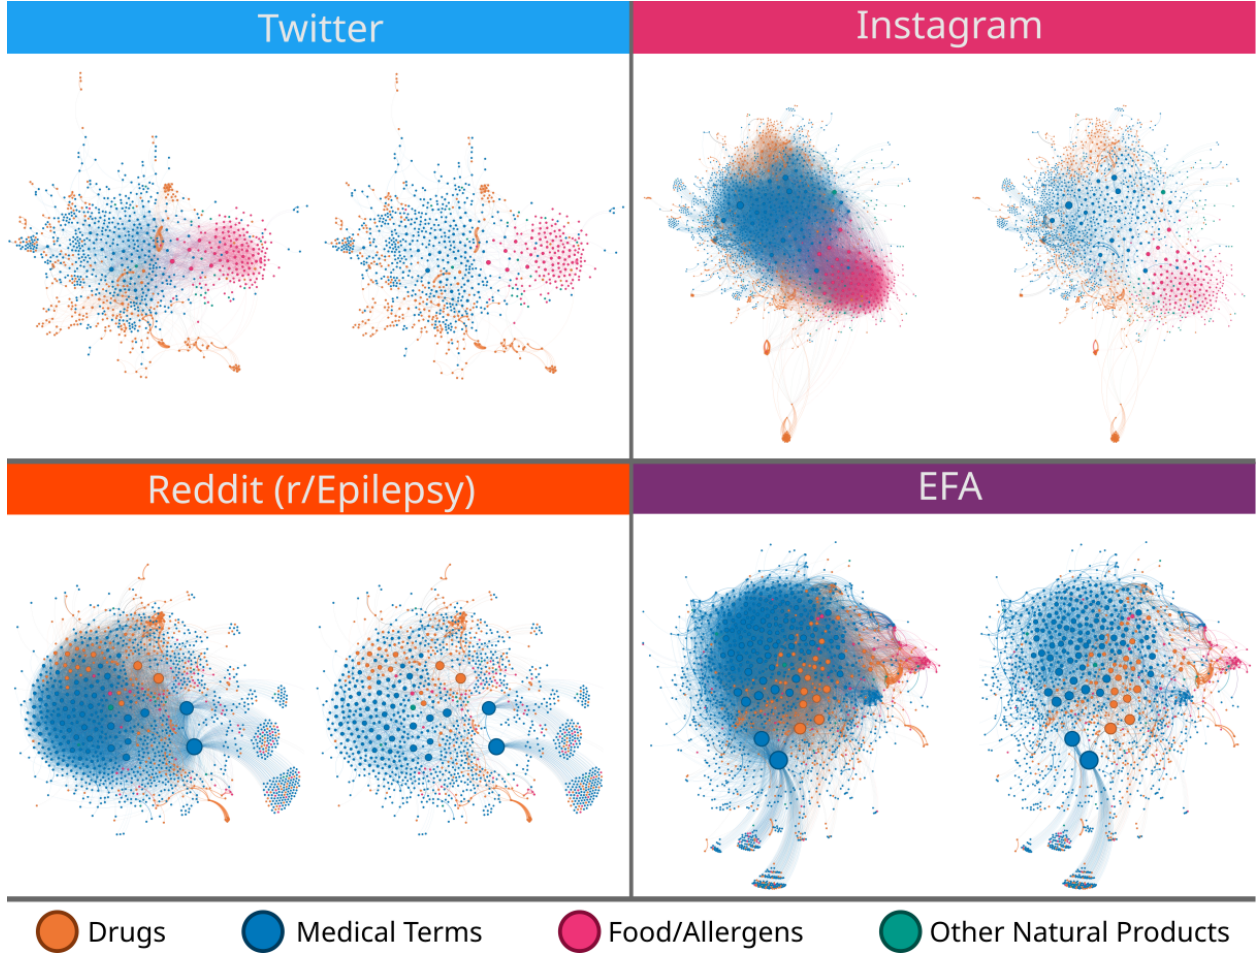 Twitter
Instagram
Reddit (r/Epilepsy)
EFA
Drugs
Medical Terms
Food/Allergens
Other Natural Products